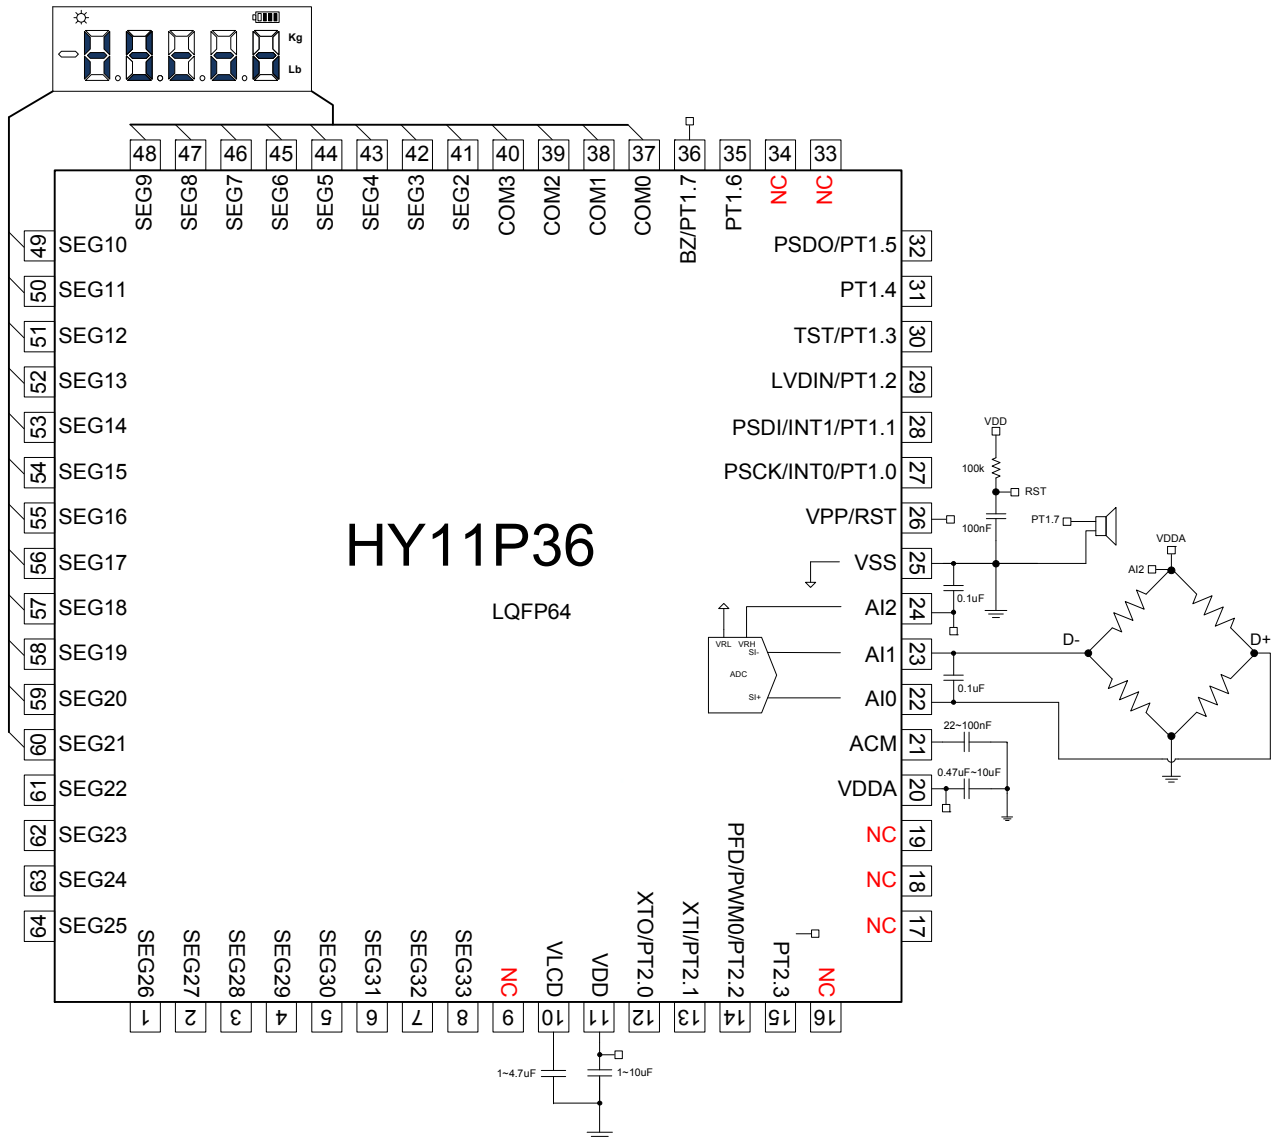 Kg
Lb
48 47 46 45 44 43 42 41 40 39 38 37 36 35 34 33
SEG9 SEG8 SEG7 SEG6 SEG5 SEG4 SEG3 SEG2 COM3 COM2 COM1 COM0 BZ/PT1.7 PT1.6 NC NC
49 SEG10 PSDO/PT1.5 32
50 SEG11 PT1.4 31
51 SEG12 TST/PT1.3 30
52 SEG13 LVDIN/PT1.2 29
53 SEG14 PSDI/INT1/PT1.1 28
54 SEG15 PSCK/INT0/PT1.0 27
55 SEG16 VPP/RST 26
56 SEG17 VSS 25
57 SEG18 AI2 24
58 SEG19 AI1 23
59 SEG20 AI0 22
60 SEG21 ACM 21
61 SEG22 VDDA 20
62 SEG23 NC 19
63 SEG24 NC 18
64 SEG25 NC 17
HY11P36
LQFP64
VRL VRH
SI-
ADC
SI+
VDD
100k
RST
100nF
PT1.7
0.1uF
VDDA
AI2
D- D+
0.1uF
22~100nF
0.47uF~10uF
SEG26 SEG27 SEG28 SEG29 SEG30 SEG31 SEG32 SEG33 NC VLCD VDD XTO/PT2.0 XTI/PT2.1 PFD/PWM0/PT2.2 PT2.3 NC
1 2 3 4 5 6 7 8 9 10 11 12 13 14 15 16
1~4.7uF 1~10uF